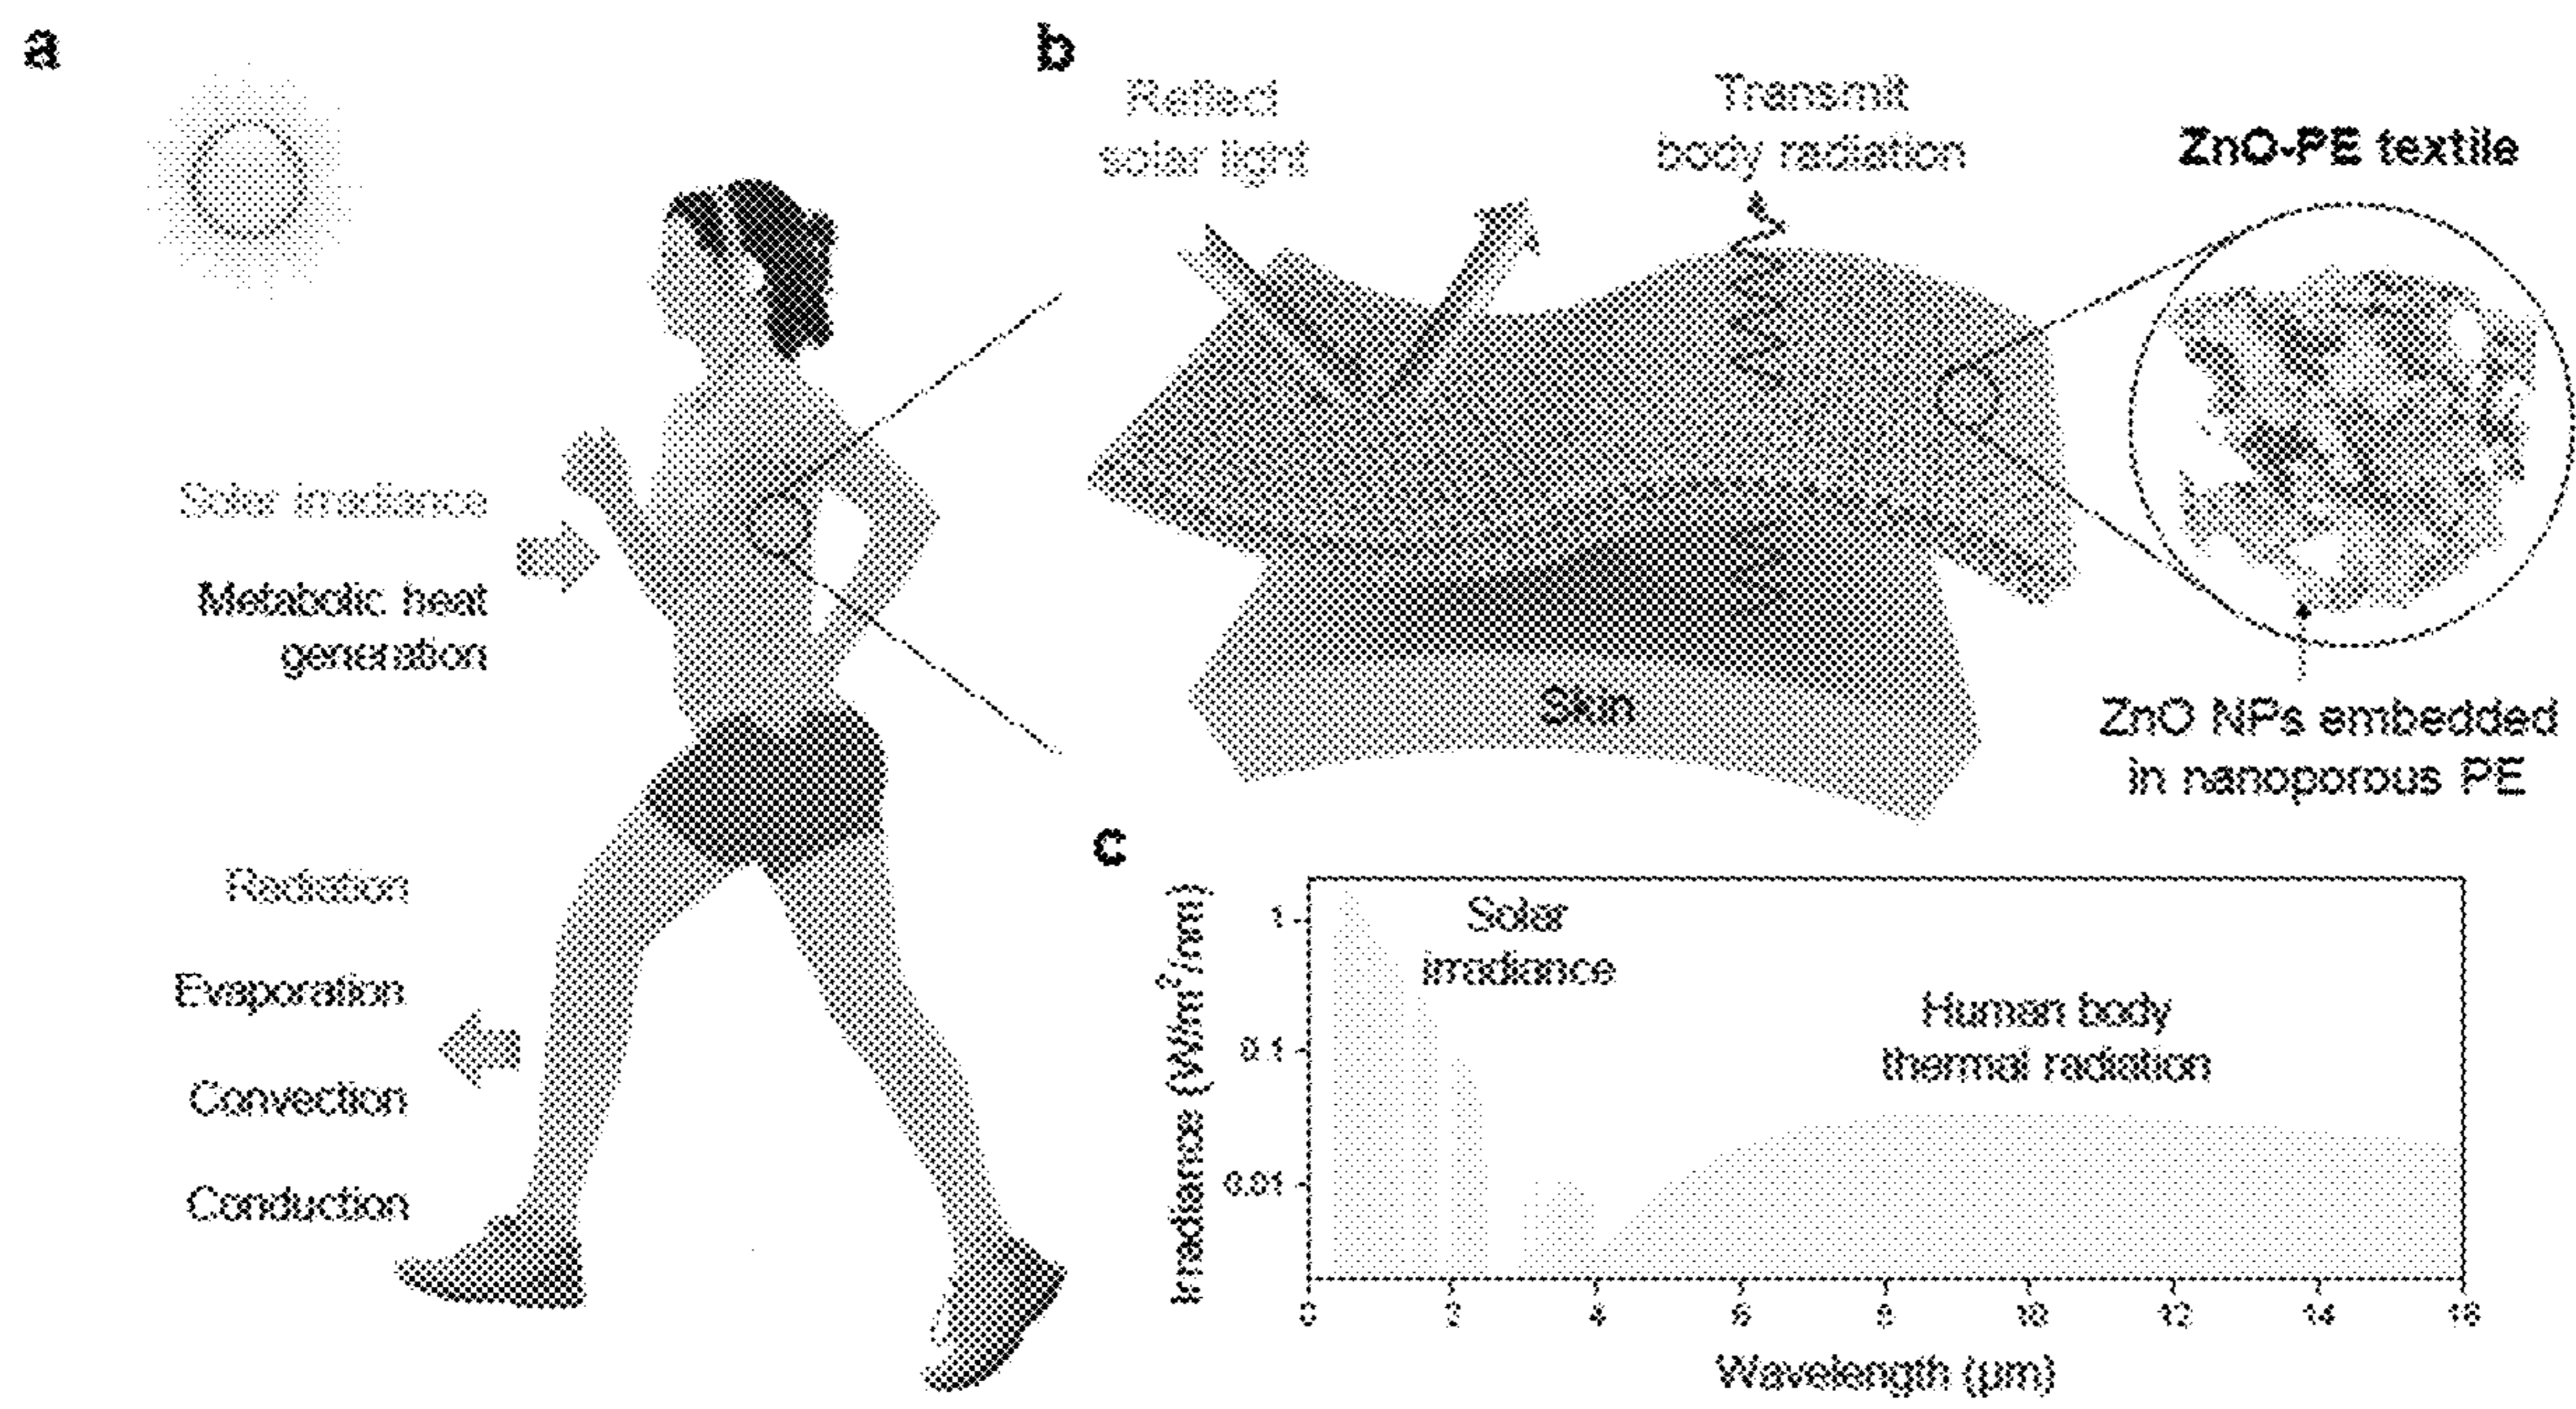 a
Solar irradiance
Metabolic heat
generation
Radiation
Evaporation
Convection
Conduction
b
Reflect
solar light
Transmit
body radiation
ZnO-PE textile
Skin
ZnO NPs embedded
in nanoporous PE
c
Irradiance (W/m²/nm)
1
0.1
0.01
Solar
irradiance
Human body
thermal radiation
0 2 4 6 8 10 12 14 16
Wavelength (μm)